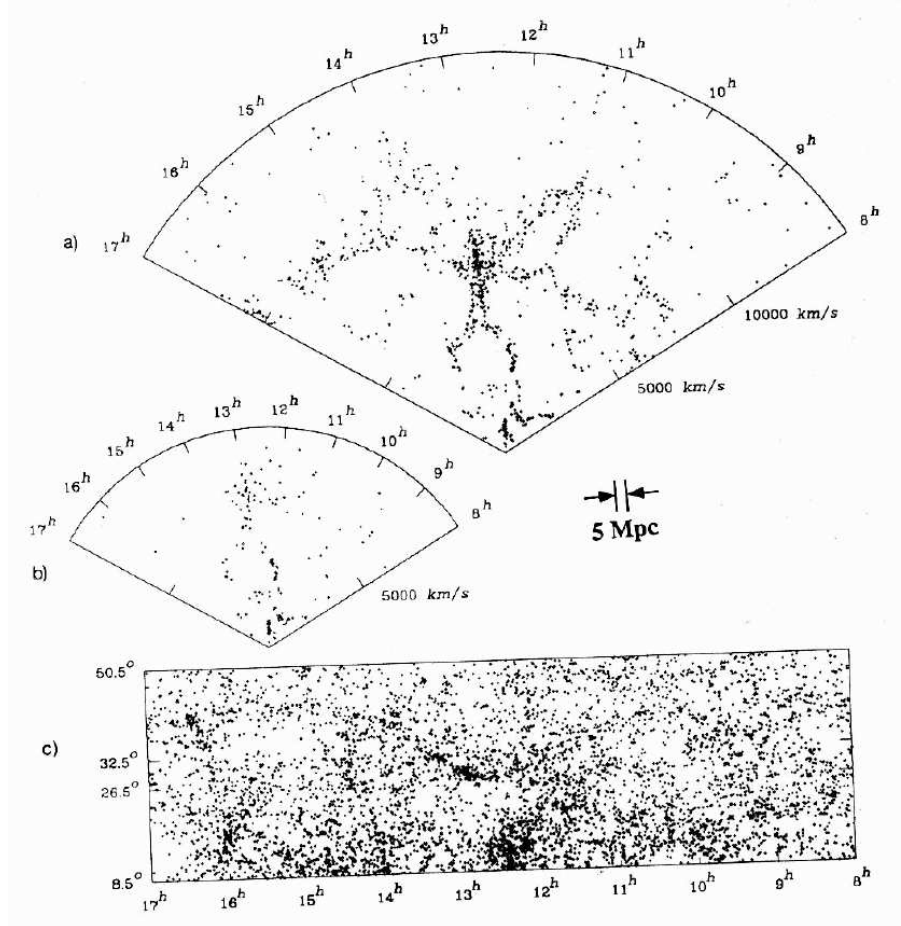 13ʰ 12ʰ
14ʰ 11ʰ
15ʰ 10ʰ
16ʰ 9ʰ
a) 17ʰ 8ʰ
10000 km/s
5000 km/s
13ʰ 12ʰ
14ʰ 11ʰ
15ʰ 10ʰ
16ʰ 9ʰ
17ʰ 8ʰ
5 Mpc
b)
5000 km/s
50.5°
c)
32.5°
26.5°
8.5°
17ʰ 16ʰ 15ʰ 14ʰ 13ʰ 12ʰ 11ʰ 10ʰ 9ʰ 8ʰ